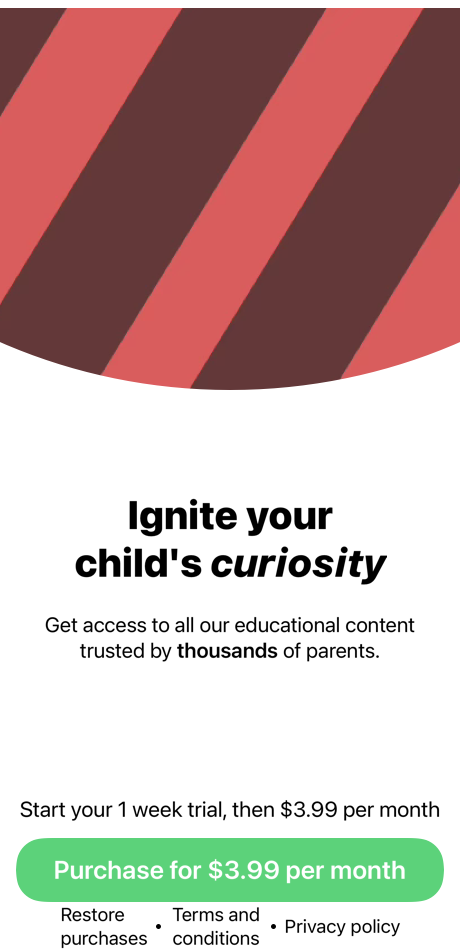 Ignite your
child's curiosity
Get access to all our educational content
trusted by thousands of parents.
Start your 1 week trial, then $3.99 per month
Purchase for $3.99 per month
Restore
purchases
•
Terms and
conditions
•
Privacy policy